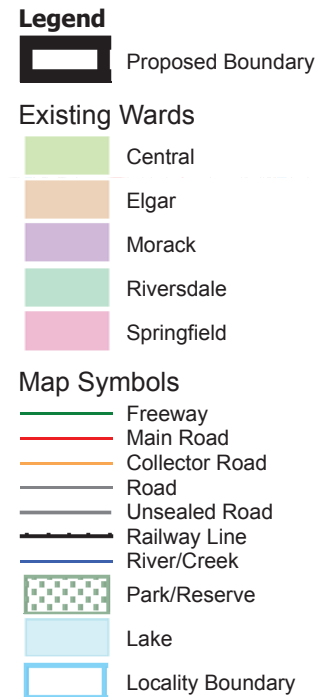 Legend
Proposed Boundary
Existing Wards
Central
Elgar
Morack
Riversdale
Springfield
Map Symbols
Freeway
Main Road
Collector Road
Road
Unsealed Road
Railway Line
River/Creek
Park/Reserve
Lake
Locality Boundary